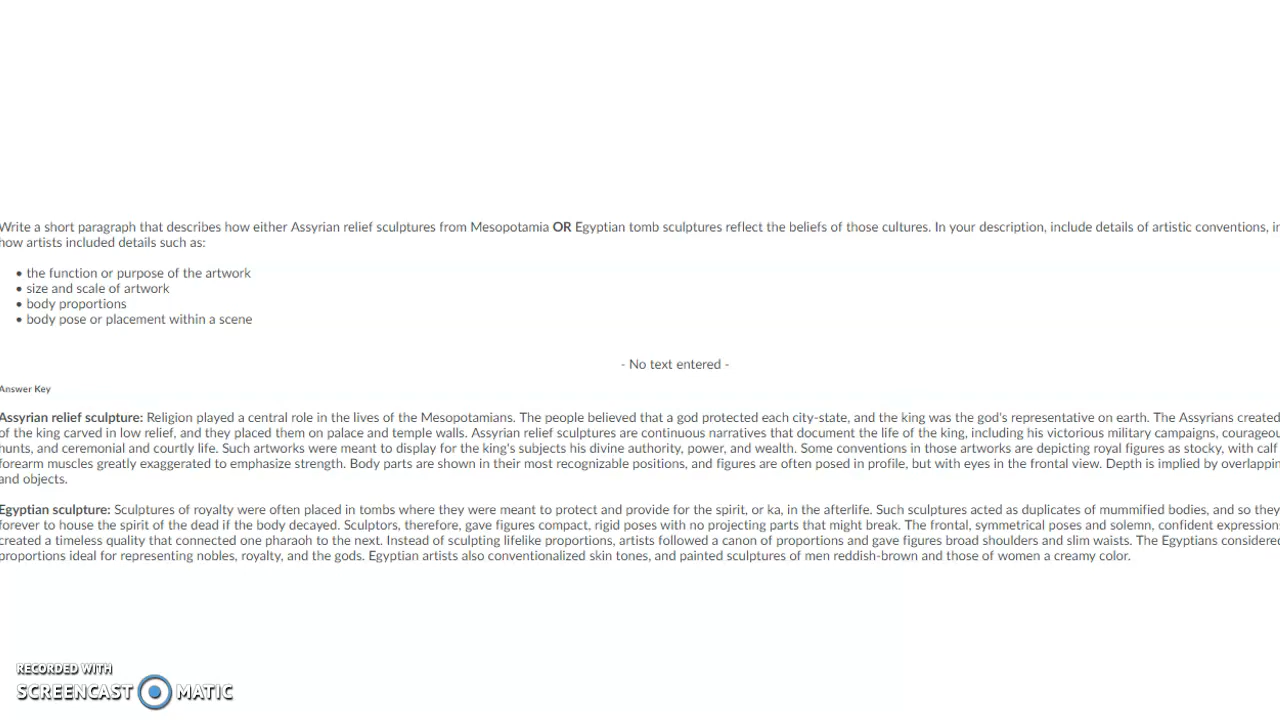 Write a short paragraph that describes how either Assyrian relief sculptures from Mesopotamia OR Egyptian tomb sculptures reflect the beliefs of those cultures. In your description, include details of artistic conventions, in
how artists included details such as:
• the function or purpose of the artwork
• size and scale of artwork
• body proportions
• body pose or placement within a scene
- No text entered -
Answer Key
Assyrian relief sculpture: Religion played a central role in the lives of the Mesopotamians. The people believed that a god protected each city-state, and the king was the god's representative on earth. The Assyrians created
of the king carved in low relief, and they placed them on palace and temple walls. Assyrian relief sculptures are continuous narratives that document the life of the king, including his victorious military campaigns, courageou
hunts, and ceremonial and courtly life. Such artworks were meant to display for the king's subjects his divine authority, power, and wealth. Some conventions in those artworks are depicting royal figures as stocky, with calf
forearm muscles greatly exaggerated to emphasize strength. Body parts are shown in their most recognizable positions, and figures are often posed in profile, but with eyes in the frontal view. Depth is implied by overlappin
and objects.
Egyptian sculpture: Sculptures of royalty were often placed in tombs where they were meant to protect and provide for the spirit, or ka, in the afterlife. Such sculptures acted as duplicates of mummified bodies, and so they
forever to house the spirit of the dead if the body decayed. Sculptors, therefore, gave figures compact, rigid poses with no projecting parts that might break. The frontal, symmetrical poses and solemn, confident expression
created a timeless quality that connected one pharaoh to the next. Instead of sculpting lifelike proportions, artists followed a canon of proportions and gave figures broad shoulders and slim waists. The Egyptians considered
proportions ideal for representing nobles, royalty, and the gods. Egyptian artists also conventionalized skin tones, and painted sculptures of men reddish-brown and those of women a creamy color.
RECORDED WITH
SCREENCAST MATIC